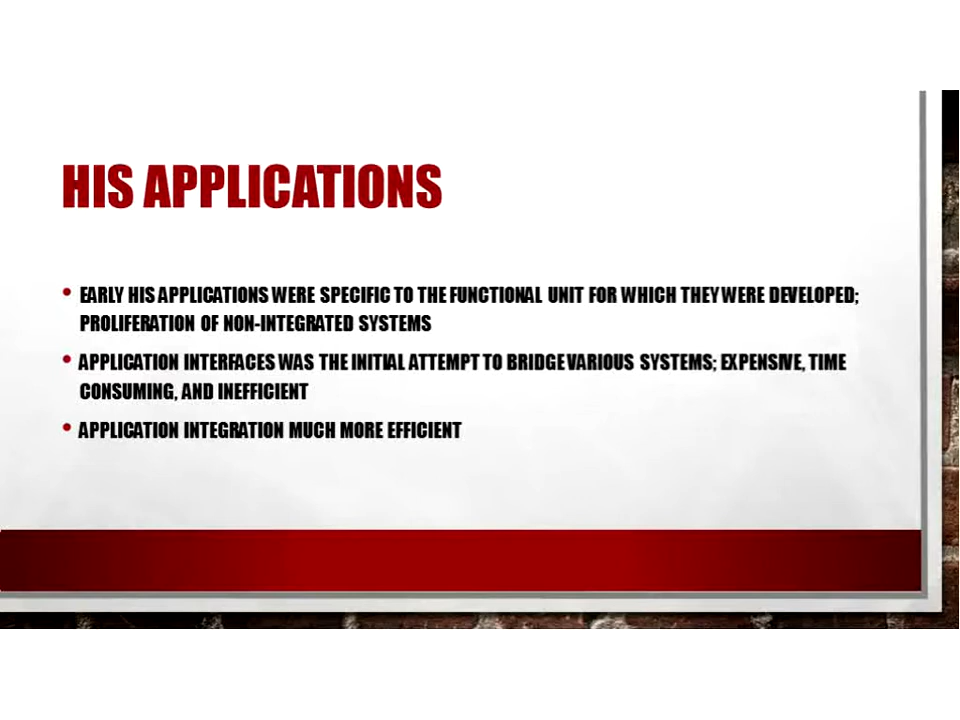 HIS APPLICATIONS
• EARLY HIS APPLICATIONS WERE SPECIFIC TO THE FUNCTIONAL UNIT FOR WHICH THEY WERE DEVELOPED;
PROLIFERATION OF NON-INTEGRATED SYSTEMS
• APPLICATION INTERFACES WAS THE INITIAL ATTEMPT TO BRIDGE VARIOUS SYSTEMS; EXPENSIVE, TIME
CONSUMING, AND INEFFICIENT
• APPLICATION INTEGRATION MUCH MORE EFFICIENT